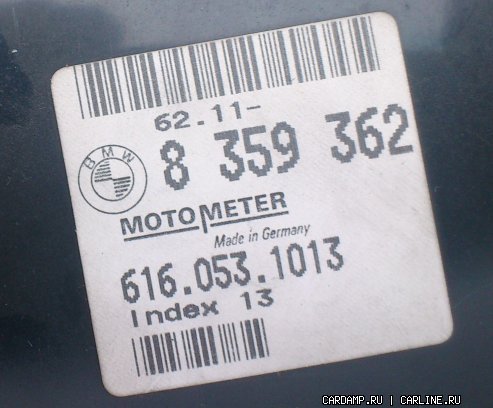 62.11-
8 359 362
BMW
MOTOMETER
Made in Germany
616.053.1013
Index 13
CARDAMP.RU | CARLINE.RU